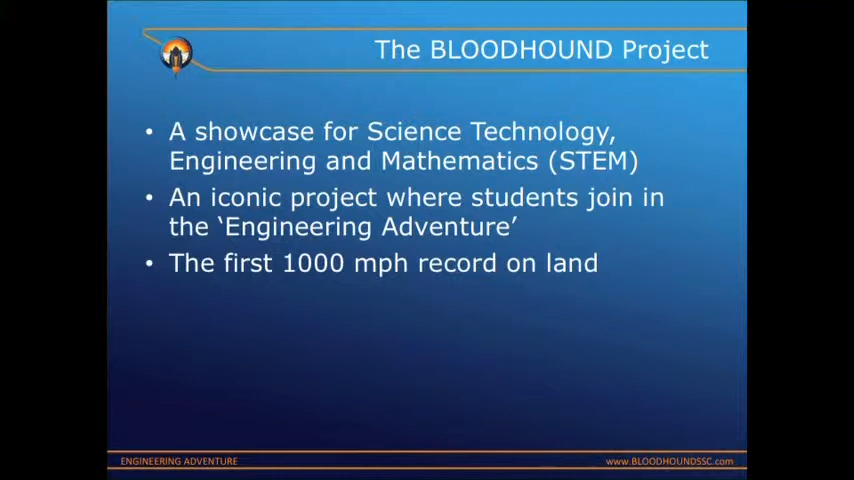 The BLOODHOUND Project
• A showcase for Science Technology,
Engineering and Mathematics (STEM)
• An iconic project where students join in
the ‘Engineering Adventure’
• The first 1000 mph record on land
ENGINEERING ADVENTURE
www.BLOODHOUNDSSC.com